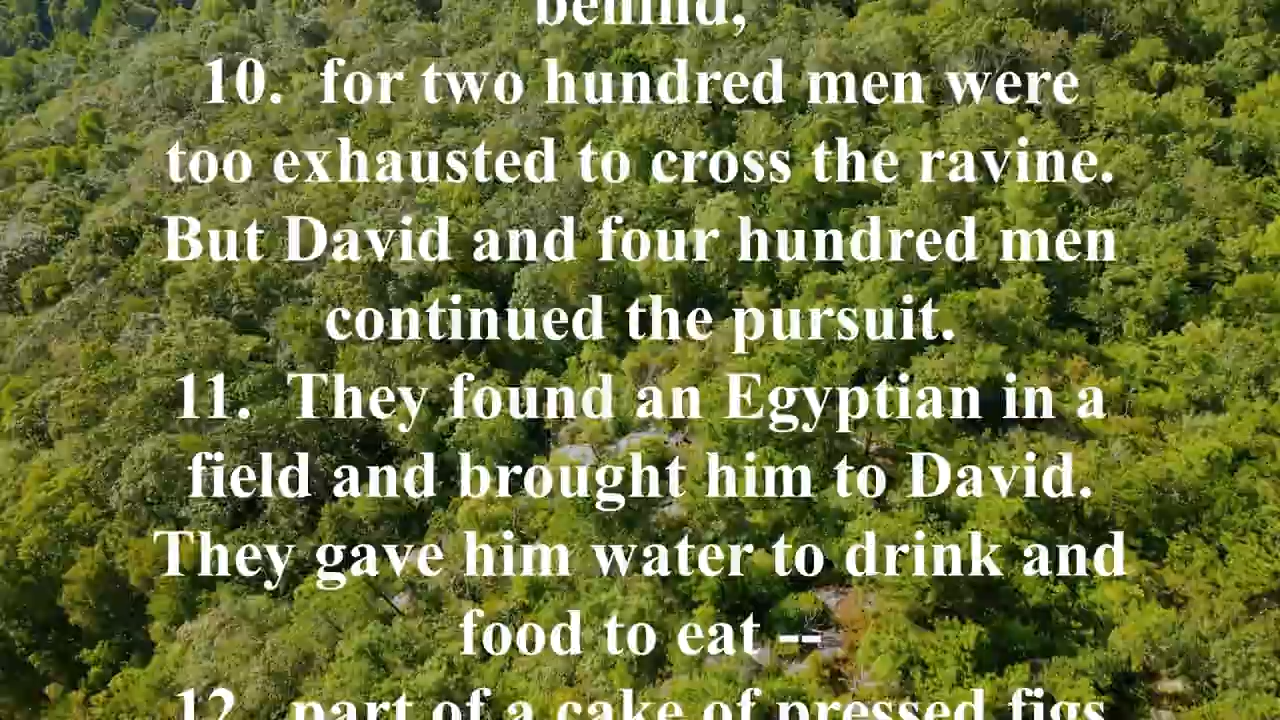 behind,
10. for two hundred men were
too exhausted to cross the ravine.
But David and four hundred men
continued the pursuit.
11. They found an Egyptian in a
field and brought him to David.
They gave him water to drink and
food to eat --
12. part of a cake of pressed figs